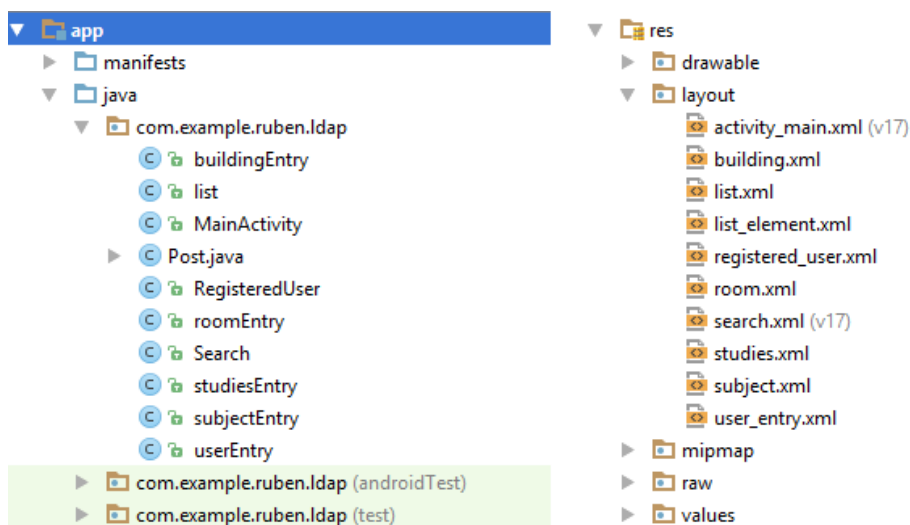 app
manifests
java
com.example.ruben.ldap
buildingEntry
list
MainActivity
Post.java
RegisteredUser
roomEntry
Search
studiesEntry
subjectEntry
userEntry
com.example.ruben.ldap (androidTest)
com.example.ruben.ldap (test)
res
drawable
layout
activity_main.xml (v17)
building.xml
list.xml
list_element.xml
registered_user.xml
room.xml
search.xml (v17)
studies.xml
subject.xml
user_entry.xml
mipmap
raw
values